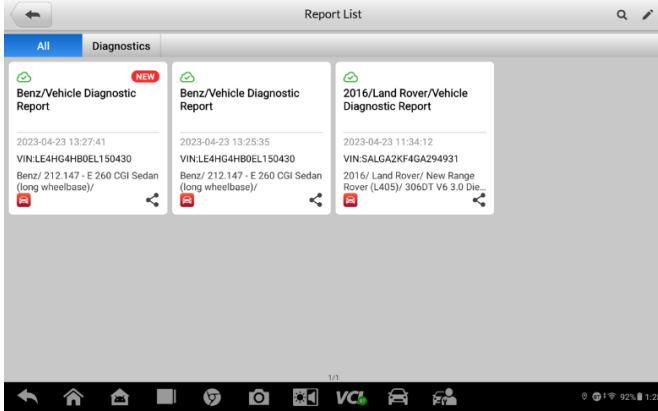 Report List
All
Diagnostics
NEW
Benz/Vehicle Diagnostic
Report
2023-04-23 13:27:41
VIN:LE4HG4HB0EL150430
Benz/ 212.147 - E 260 CGI Sedan
(long wheelbase)/
Benz/Vehicle Diagnostic
Report
2023-04-23 13:25:35
VIN:LE4HG4HB0EL150430
Benz/ 212.147 - E 260 CGI Sedan
(long wheelbase)/
2016/Land Rover/Vehicle
Diagnostic Report
2023-04-23 11:34:12
VIN:SALGA2KF4GA294931
2016/ Land Rover/ New Range
Rover (L405)/ 306DT V6 3.0 Die...
1/1
VCI
92%